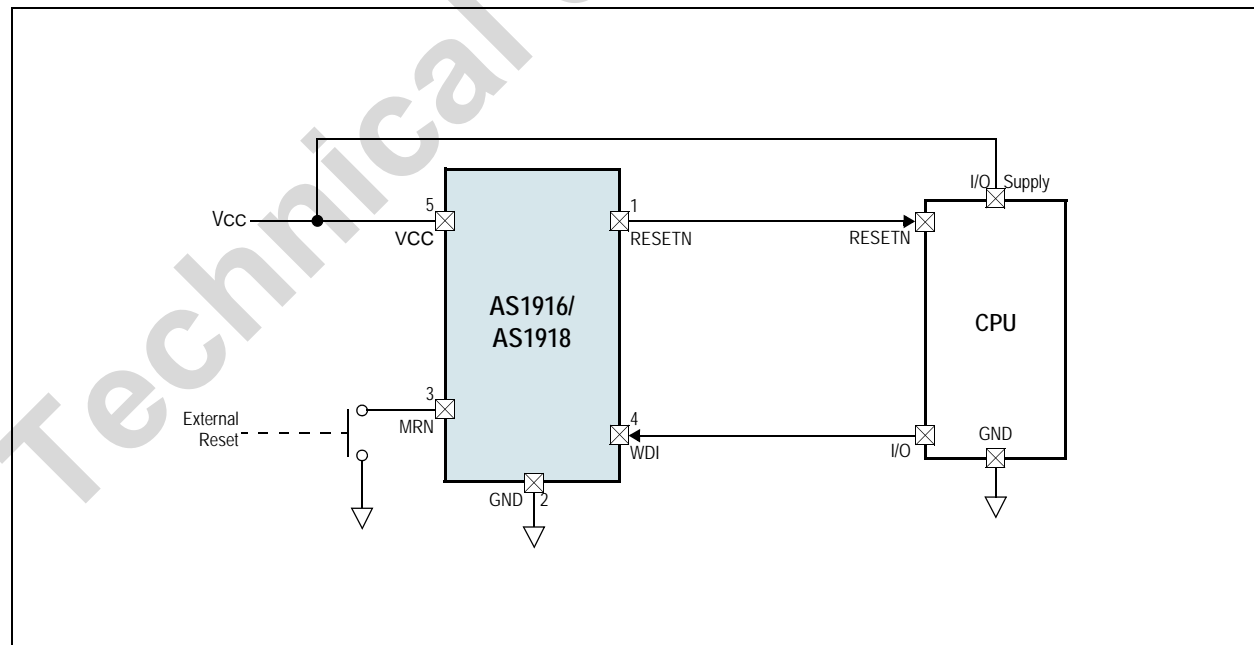 Technical
I/O Supply
VCC
5
VCC
1
RESETN
RESETN
AS1916/
AS1918
CPU
3
MRN
External
Reset
4
WDI
I/O
GND
GND 2